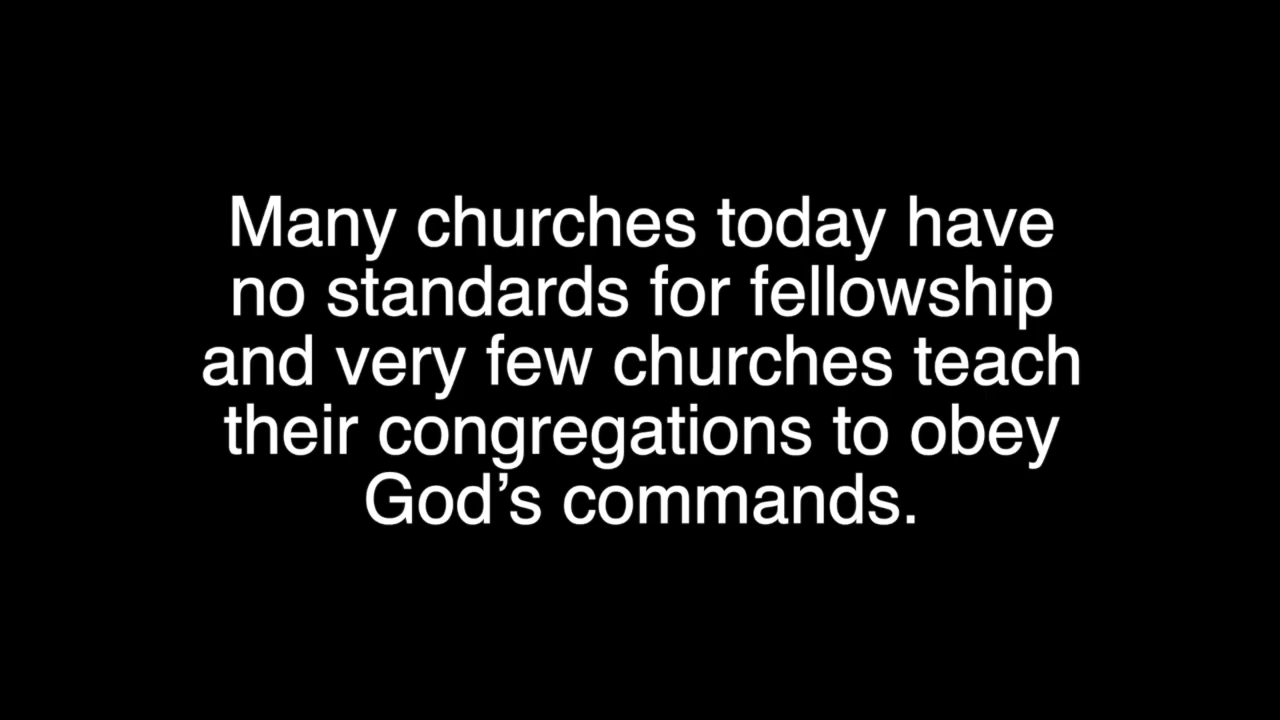 Many churches today have
no standards for fellowship
and very few churches teach
their congregations to obey
God’s commands.